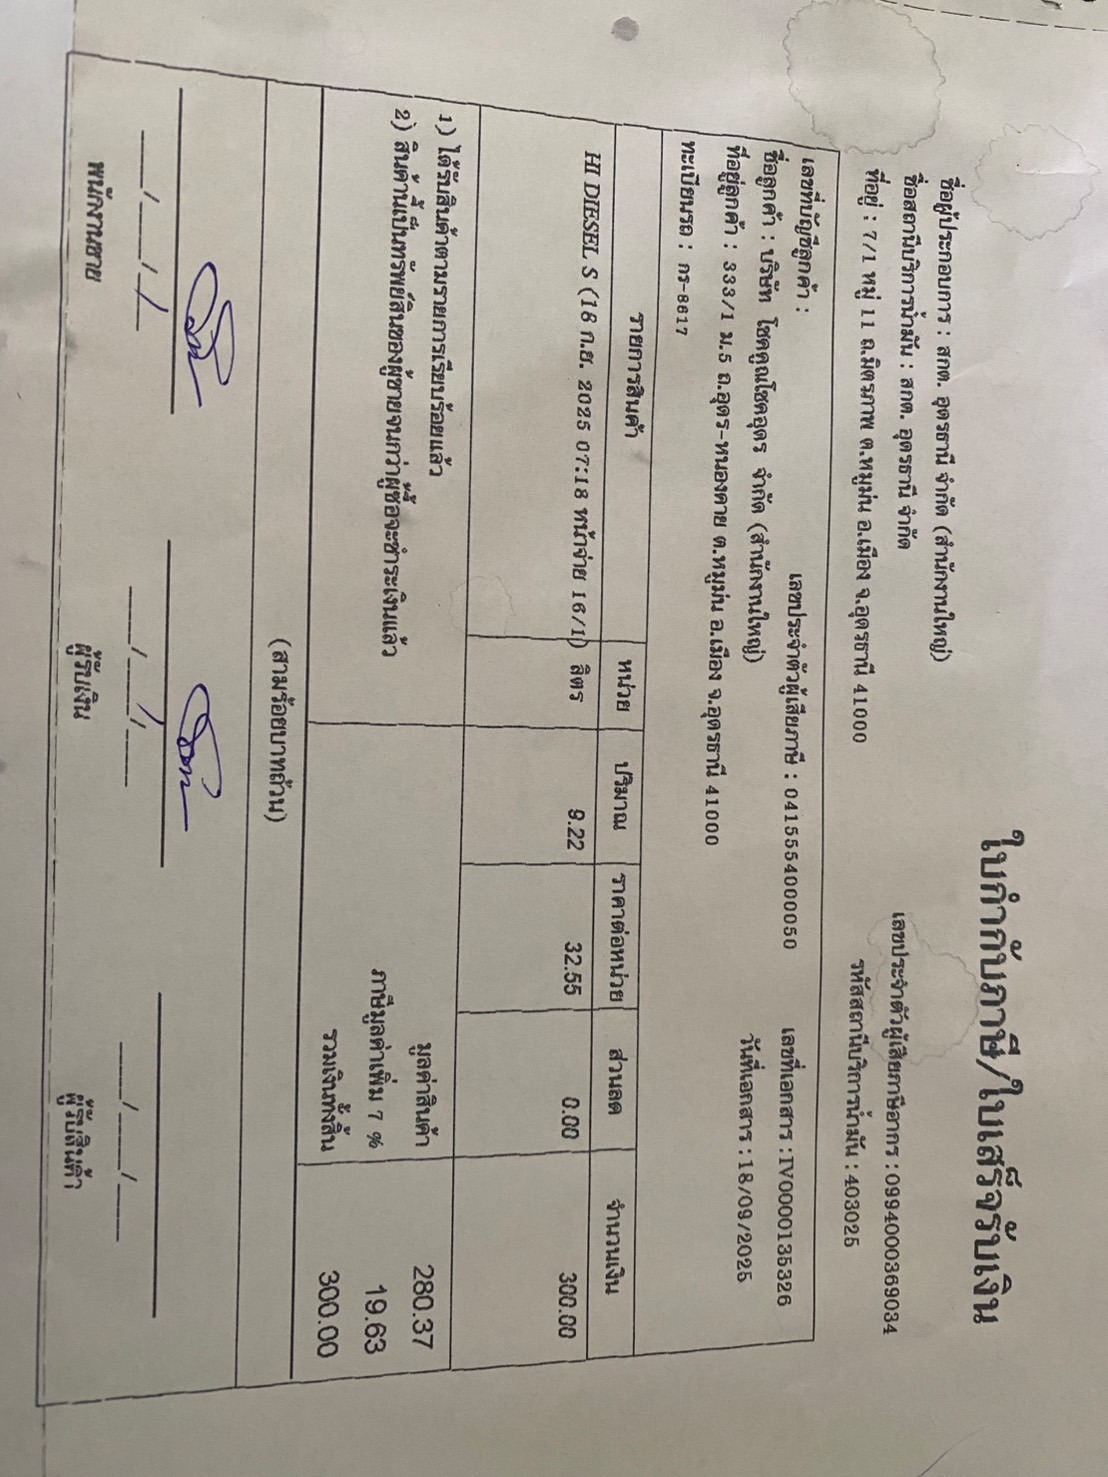 ใบกำกับภาษี/ใบเสร็จรับเงิน
ชื่อผู้ประกอบการ : สกต. อุดรธานี จำกัด (สำนักงานใหญ่) เลขประจำตัวผู้เสียภาษีอากร : 0994000369034
ชื่อสถานีบริการน้ำมัน : สกต. อุดรธานี จำกัด รหัสสถานีบริการน้ำมัน : 403025
ที่อยู่ : 7/1 หมู่ 11 ถ.มิตรภาพ ต.หมูม่น อ.เมือง จ.อุดรธานี 41000
เลขที่บัญชีลูกค้า : เลขประจำตัวผู้เสียภาษี : 0415554000050 เลขที่เอกสาร : IV0000135326
ชื่อลูกค้า : บริษัท โชคคูณโชคอุดร จำกัด (สำนักงานใหญ่) วันที่เอกสาร : 18/09/2025
ที่อยู่ลูกค้า : 333/1 ม.5 ถ.อุดร-หนองคาย ต.หมูม่น อ.เมือง จ.อุดรธานี 41000
ทะเบียนรถ : กร-8617
รายการสินค้า หน่วย ปริมาณ ราคาต่อหน่วย ส่วนลด จำนวนเงิน
HI DIESEL S (18 ก.ย. 2025 07:18 หน้าจ่าย 16/1) ลิตร 9.22 32.55 0.00 300.00
1) ได้รับสินค้าตามรายการเรียบร้อยแล้ว มูลค่าสินค้า 280.37
2) สินค้านี้เป็นทรัพย์สินของผู้ขายจนกว่าผู้ซื้อจะชำระเงินแล้ว ภาษีมูลค่าเพิ่ม 7 % 19.63
รวมเงินทั้งสิ้น 300.00
(สามร้อยบาทถ้วน)
___/___/___ ___/___/___ ___/___/___
พนักงานขาย ผู้รับเงิน ผู้รับสินค้า